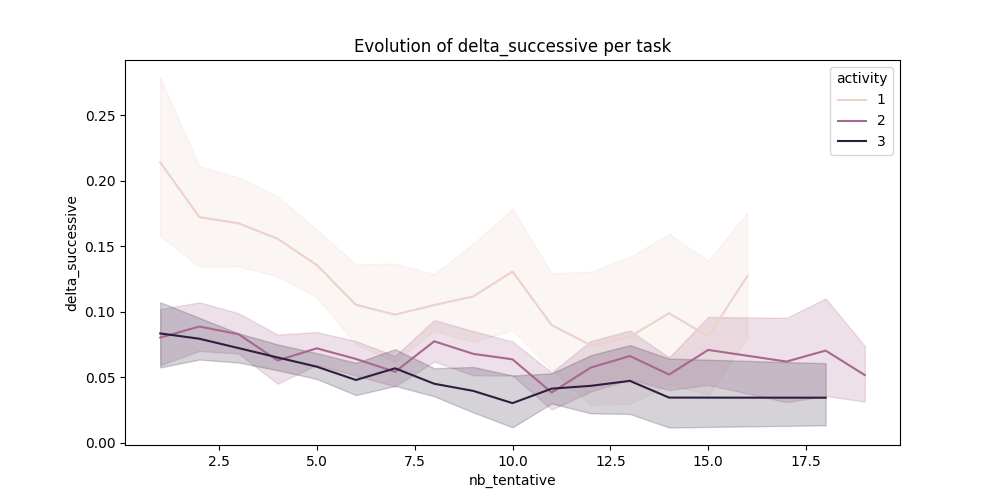 Evolution of delta_successive per task
activity
1
2
3
delta_successive
0.25
0.20
0.15
0.10
0.05
0.00
2.5 5.0 7.5 10.0 12.5 15.0 17.5
nb_tentative